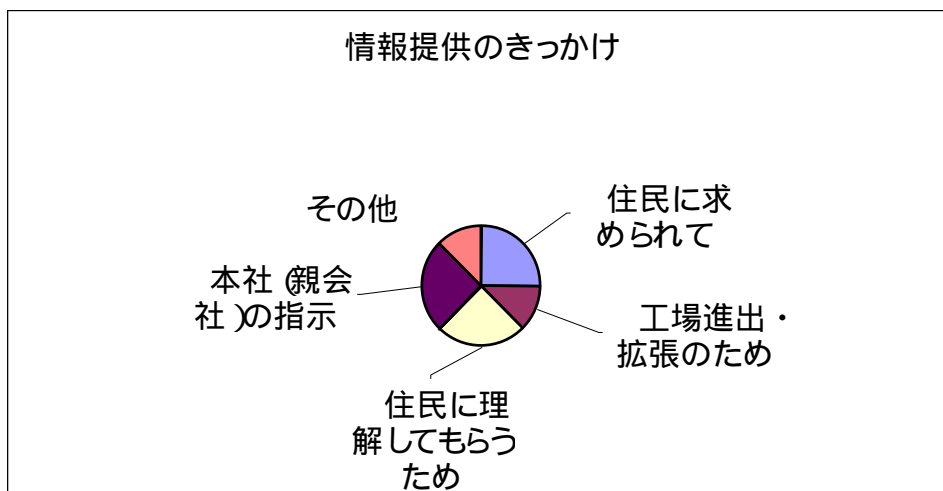 情報提供のきっかけ
住民に求
められて
その他
本社(親会
社)の指示
工場進出・
拡張のため
住民に理
解してもらう
ため